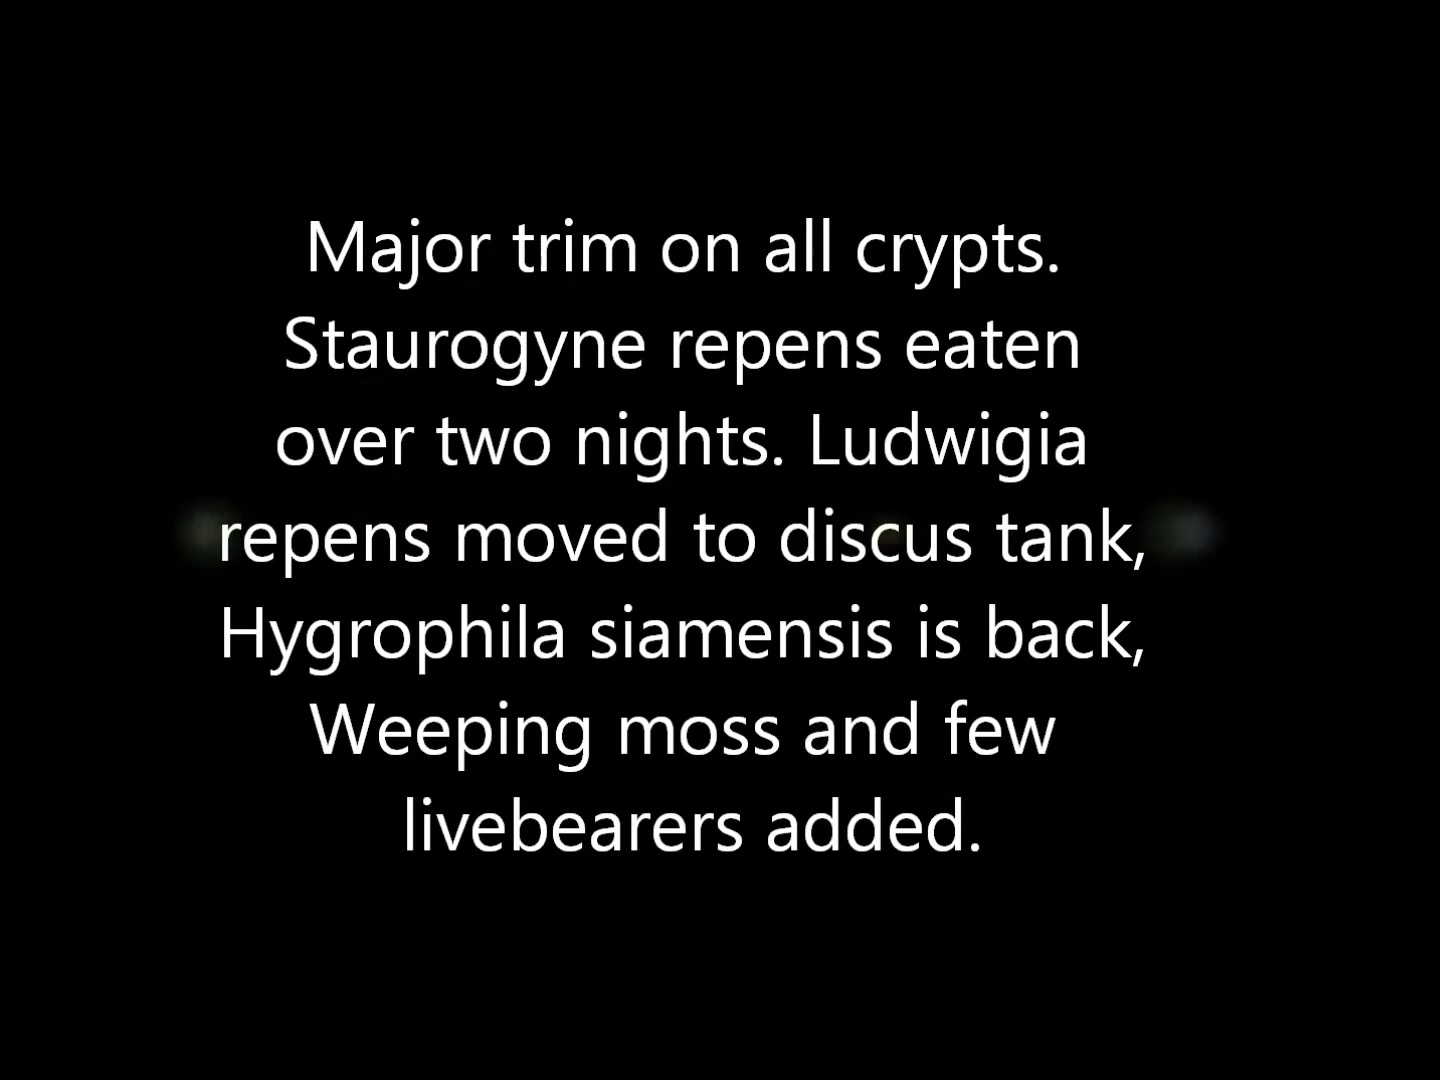 Major trim on all crypts.
Staurogyne repens eaten
over two nights. Ludwigia
repens moved to discus tank,
Hygrophila siamensis is back,
Weeping moss and few
livebearers added.